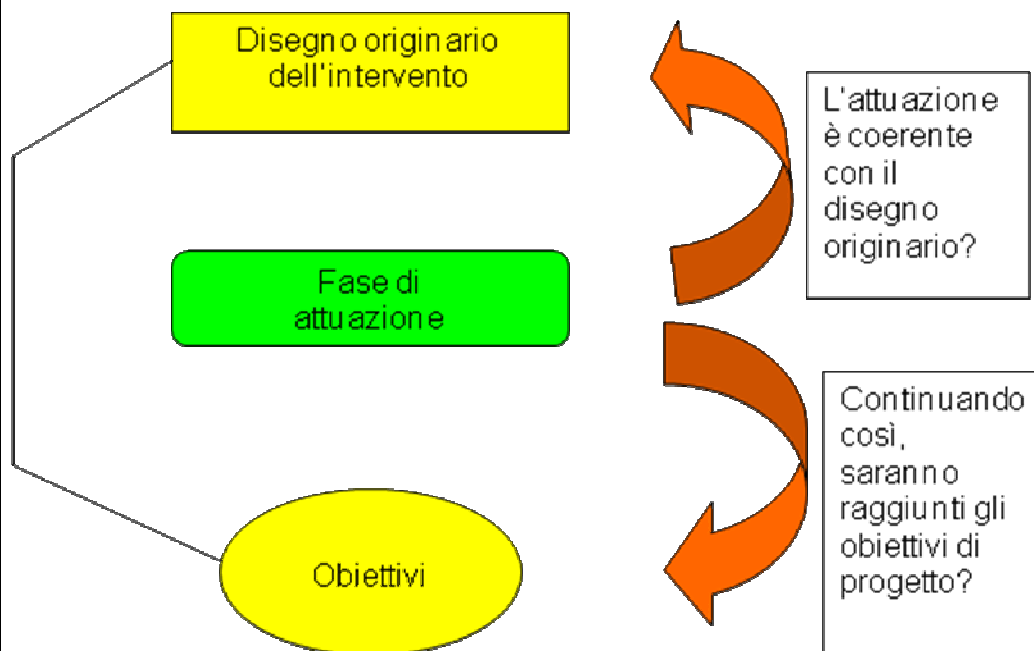 Disegno originario
dell'intervento
L'attuazione
è coerente
con il
disegno
originario?
Fase di
attuazione
Continuando
così,
saranno
raggiunti gli
obiettivi di
progetto?
Obiettivi